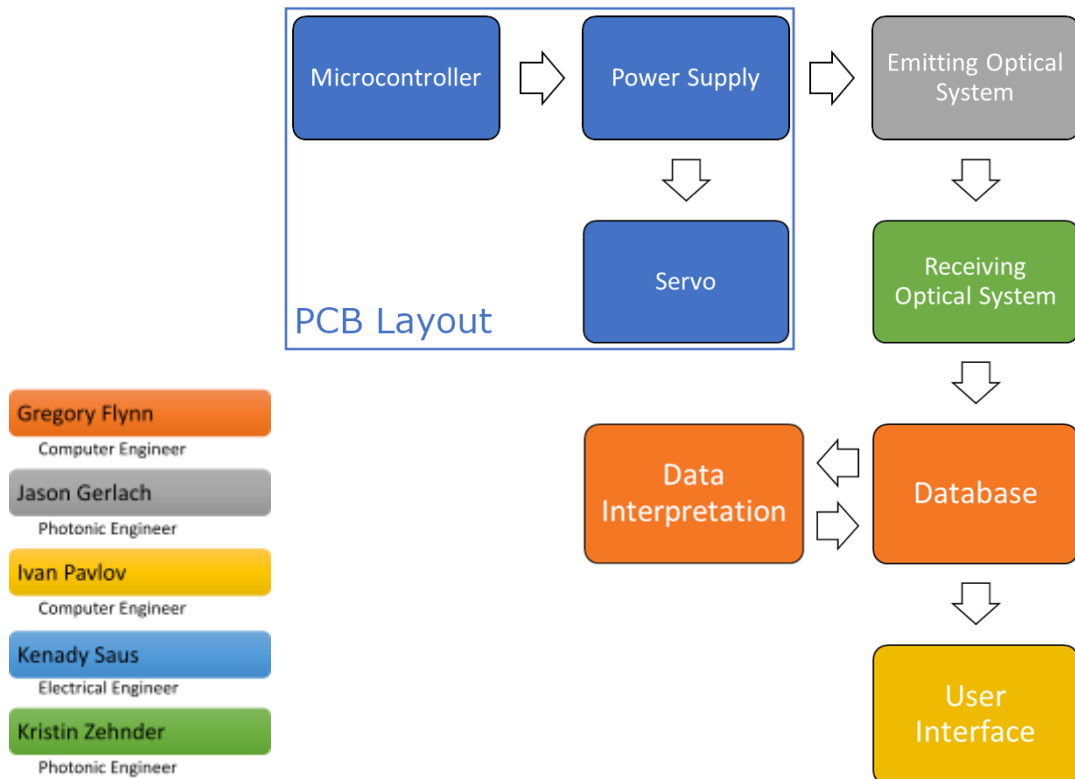 Microcontroller
Power Supply
Emitting Optical
System
Servo
Receiving
Optical System
PCB Layout
Gregory Flynn
Computer Engineer
Jason Gerlach
Photonic Engineer
Ivan Pavlov
Computer Engineer
Kenady Saus
Electrical Engineer
Kristin Zehnder
Photonic Engineer
Data
Interpretation
Database
User
Interface